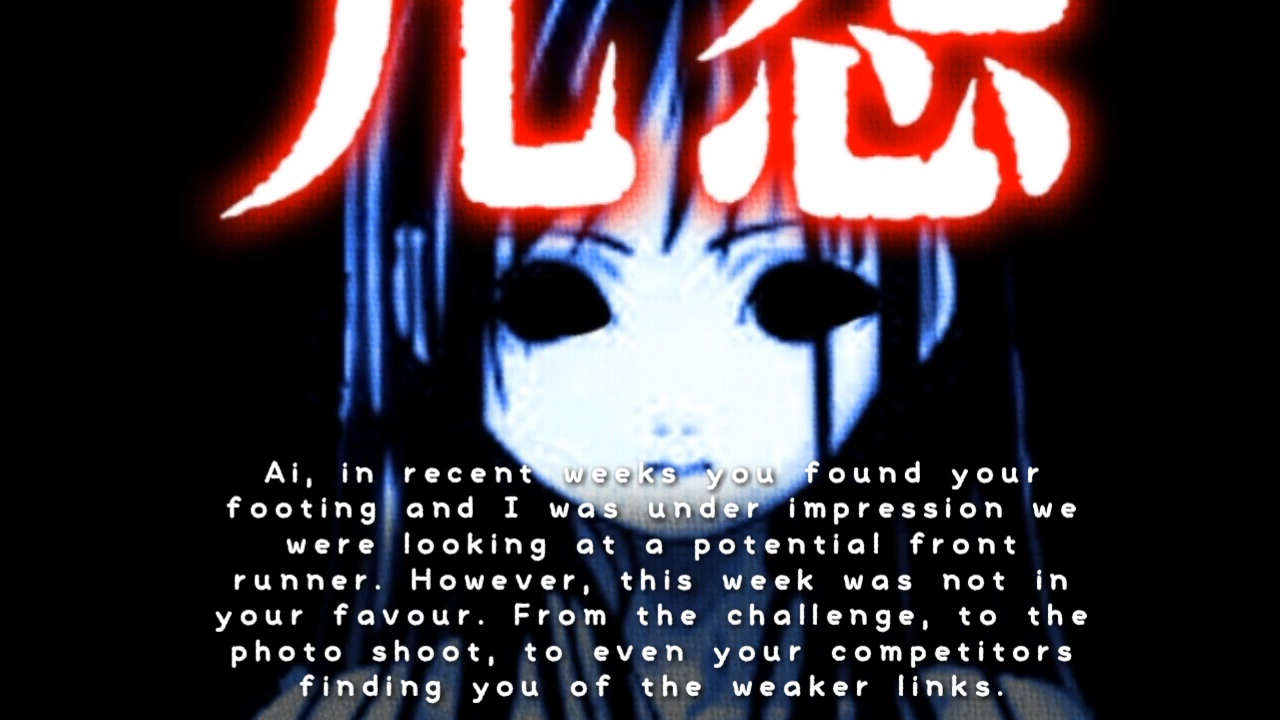 Ai, in recent weeks you found your
footing and I was under impression we
were looking at a potential front
runner. However, this week was not in
your favour. From the challenge, to the
photo shoot, to even your competitors
finding you of the weaker links.